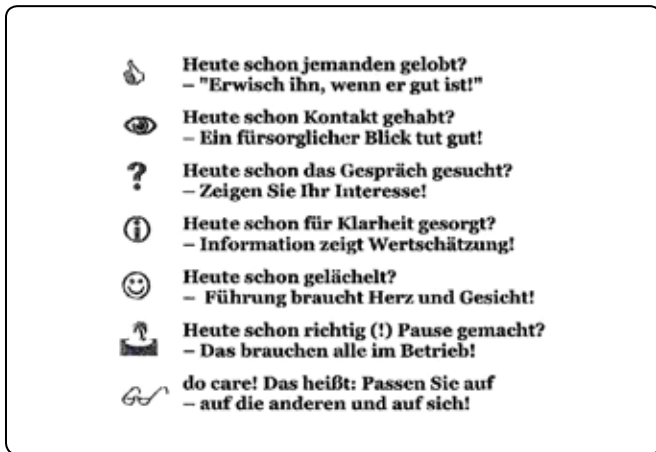 Heute schon jemanden gelobt?
– "Erwisch ihn, wenn er gut ist!"
Heute schon Kontakt gehabt?
– Ein fürsorglicher Blick tut gut!
Heute schon das Gespräch gesucht?
– Zeigen Sie Ihr Interesse!
Heute schon für Klarheit gesorgt?
– Information zeigt Wertschätzung!
Heute schon gelächelt?
– Führung braucht Herz und Gesicht!
Heute schon richtig (!) Pause gemacht?
– Das brauchen alle im Betrieb!
do care! Das heißt: Passen Sie auf
– auf die anderen und auf sich!